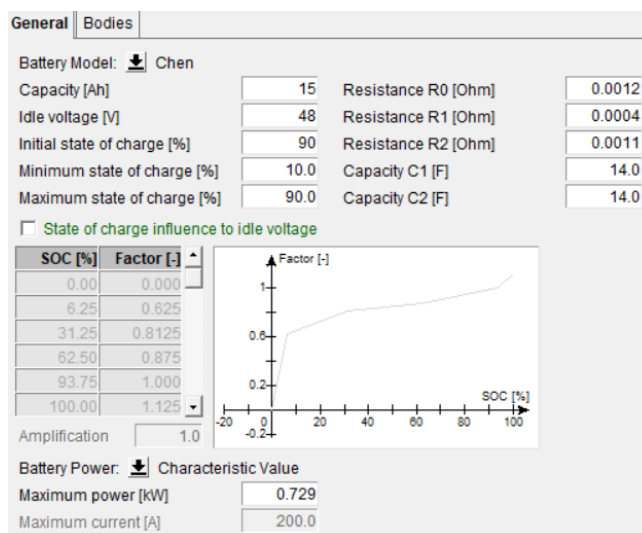 General Bodies
Battery Model: Chen
Capacity [Ah] 15 Resistance R0 [Ohm] 0.0012
Idle voltage [V] 48 Resistance R1 [Ohm] 0.0004
Initial state of charge [%] 90 Resistance R2 [Ohm] 0.0011
Minimum state of charge [%] 10.0 Capacity C1 [F] 14.0
Maximum state of charge [%] 90.0 Capacity C2 [F] 14.0
State of charge influence to idle voltage
SOC [%] Factor [-]
0.00 0.000
6.25 0.625
31.25 0.8125
62.50 0.875
93.75 1.000
100.00 1.125
Amplification 1.0
Factor [-]
1
0.6
0.2
SOC [%]
-20 0 20 40 60 80 100
-0.2
Battery Power: Characteristic Value
Maximum power [kW] 0.729
Maximum current [A] 200.0